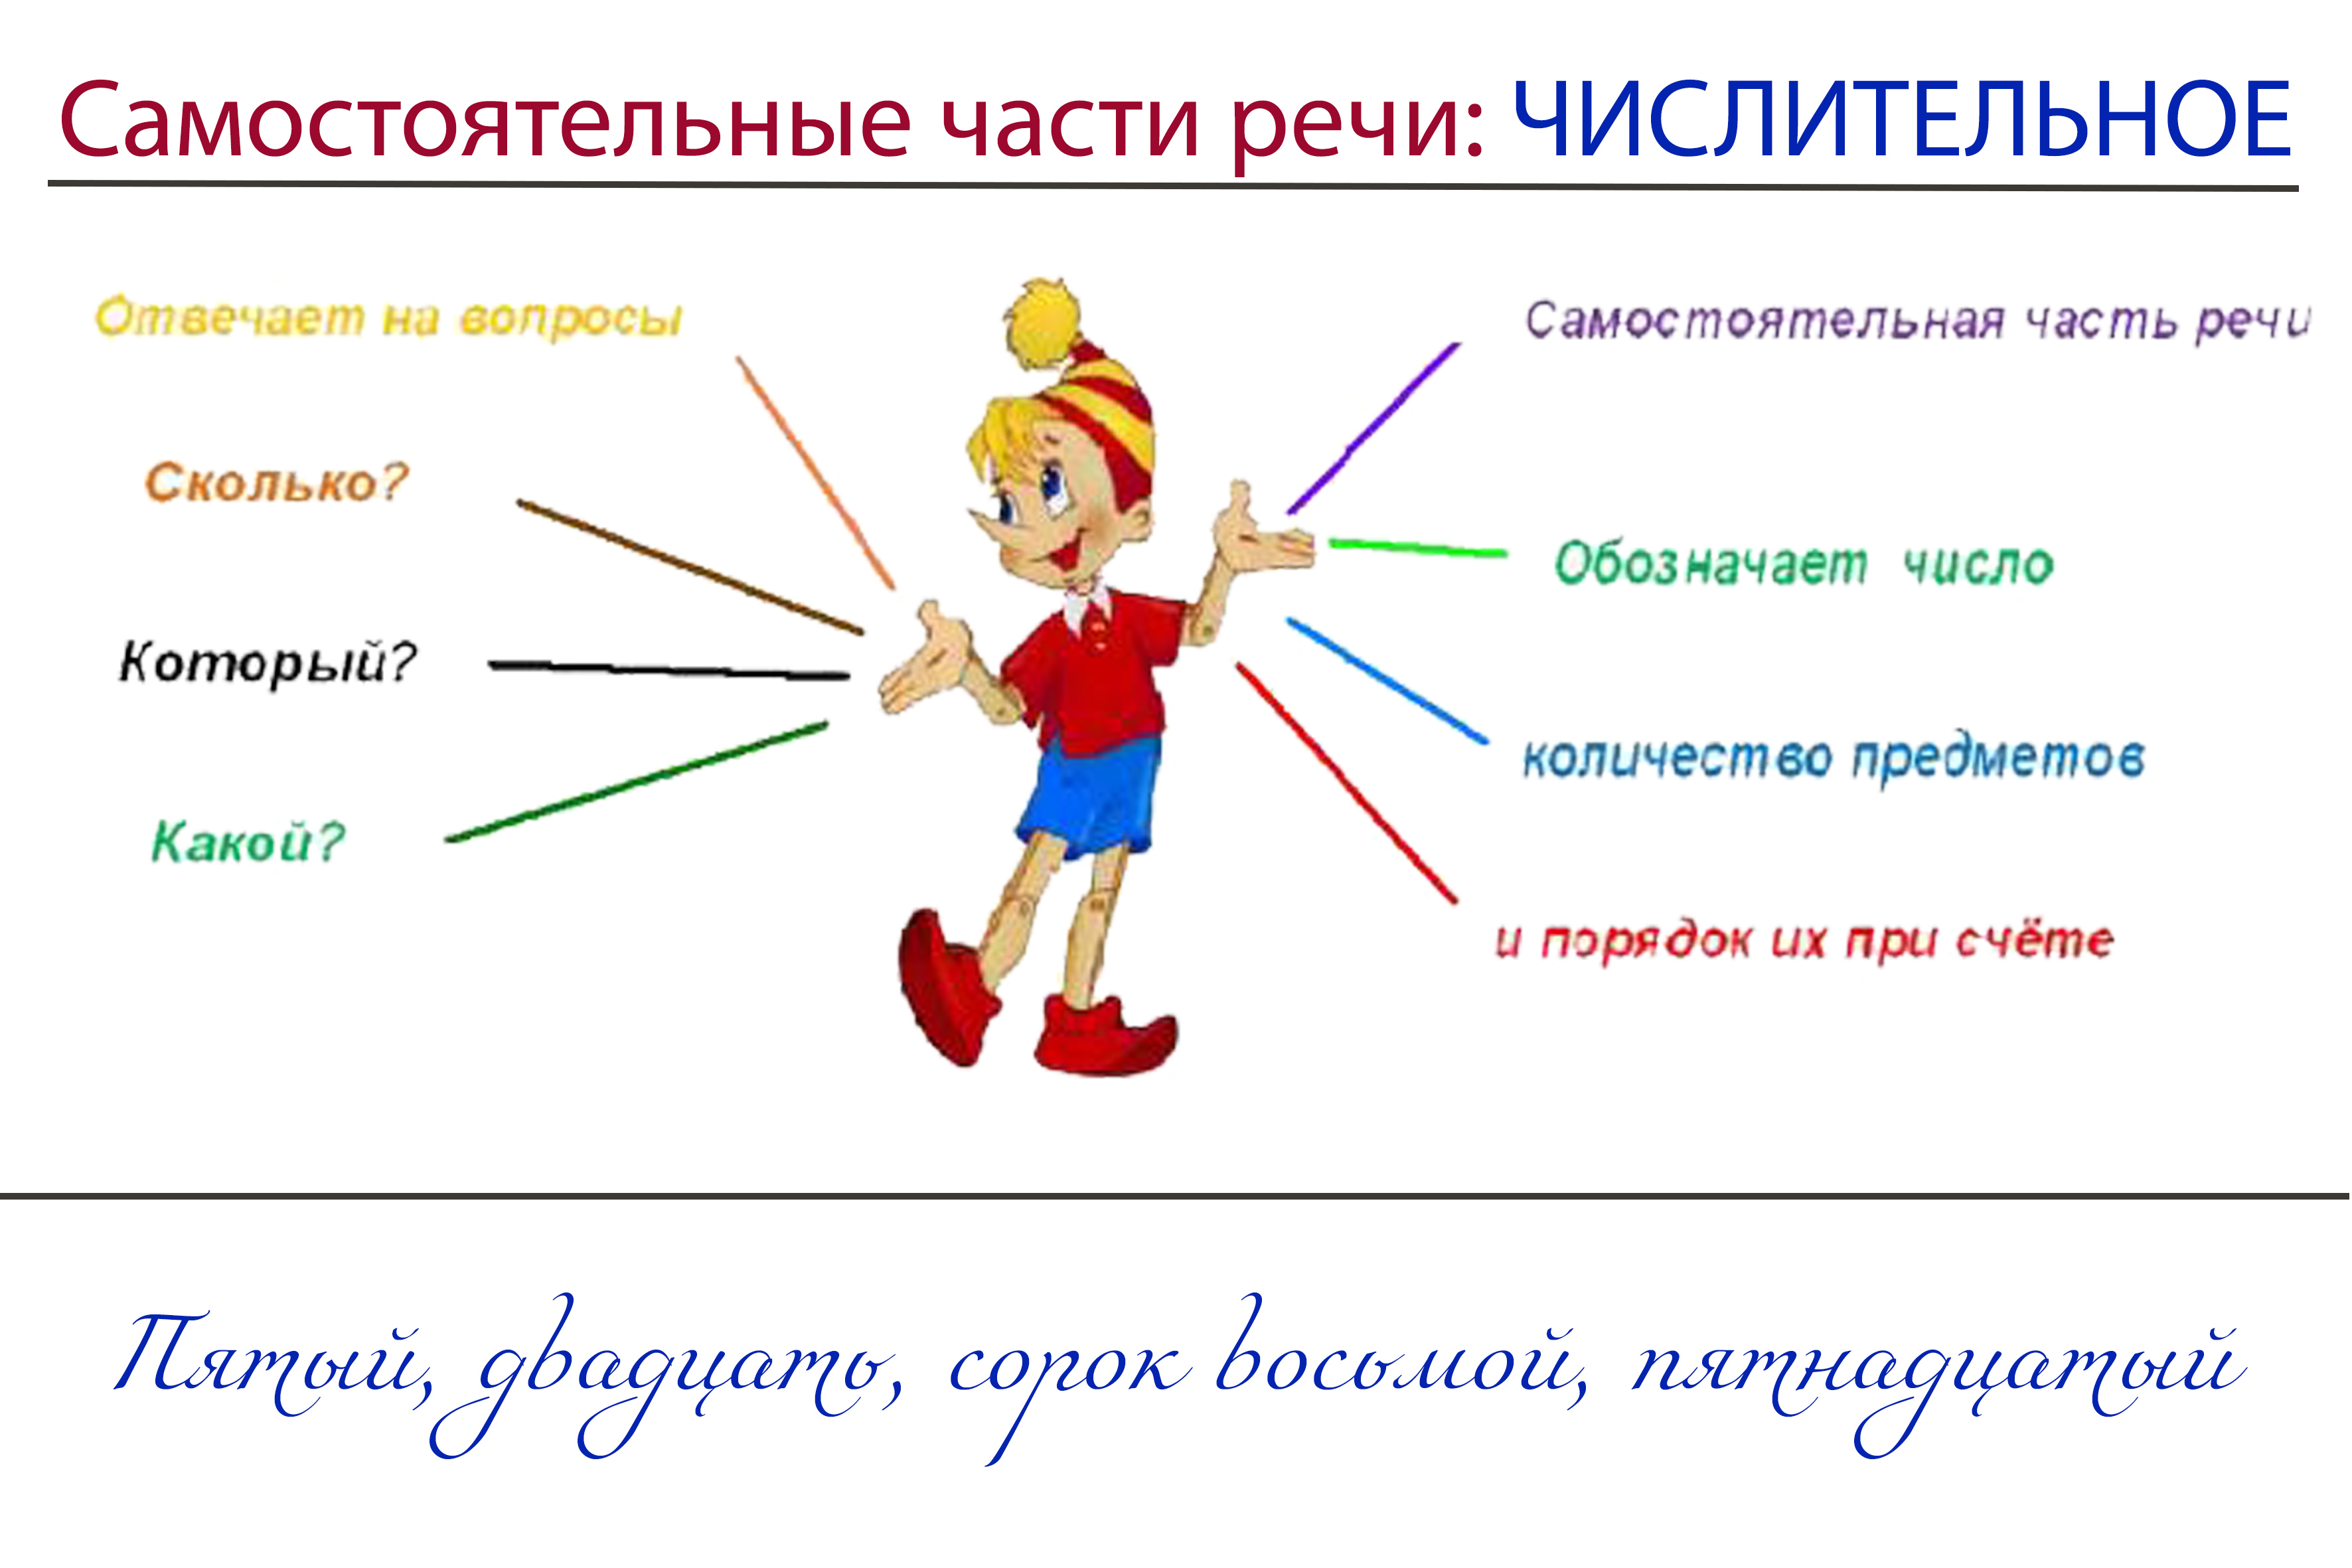 Самостоятельные части речи: ЧИСЛИТЕЛЬНОЕ
Отвечает на вопросы
Сколько?
Который?
Какой?
Самостоятельная часть речи
Обозначает число
количество предметов
и порядок их при счёте
Пятый, двадцать, сорок восьмой, пятнадцатый